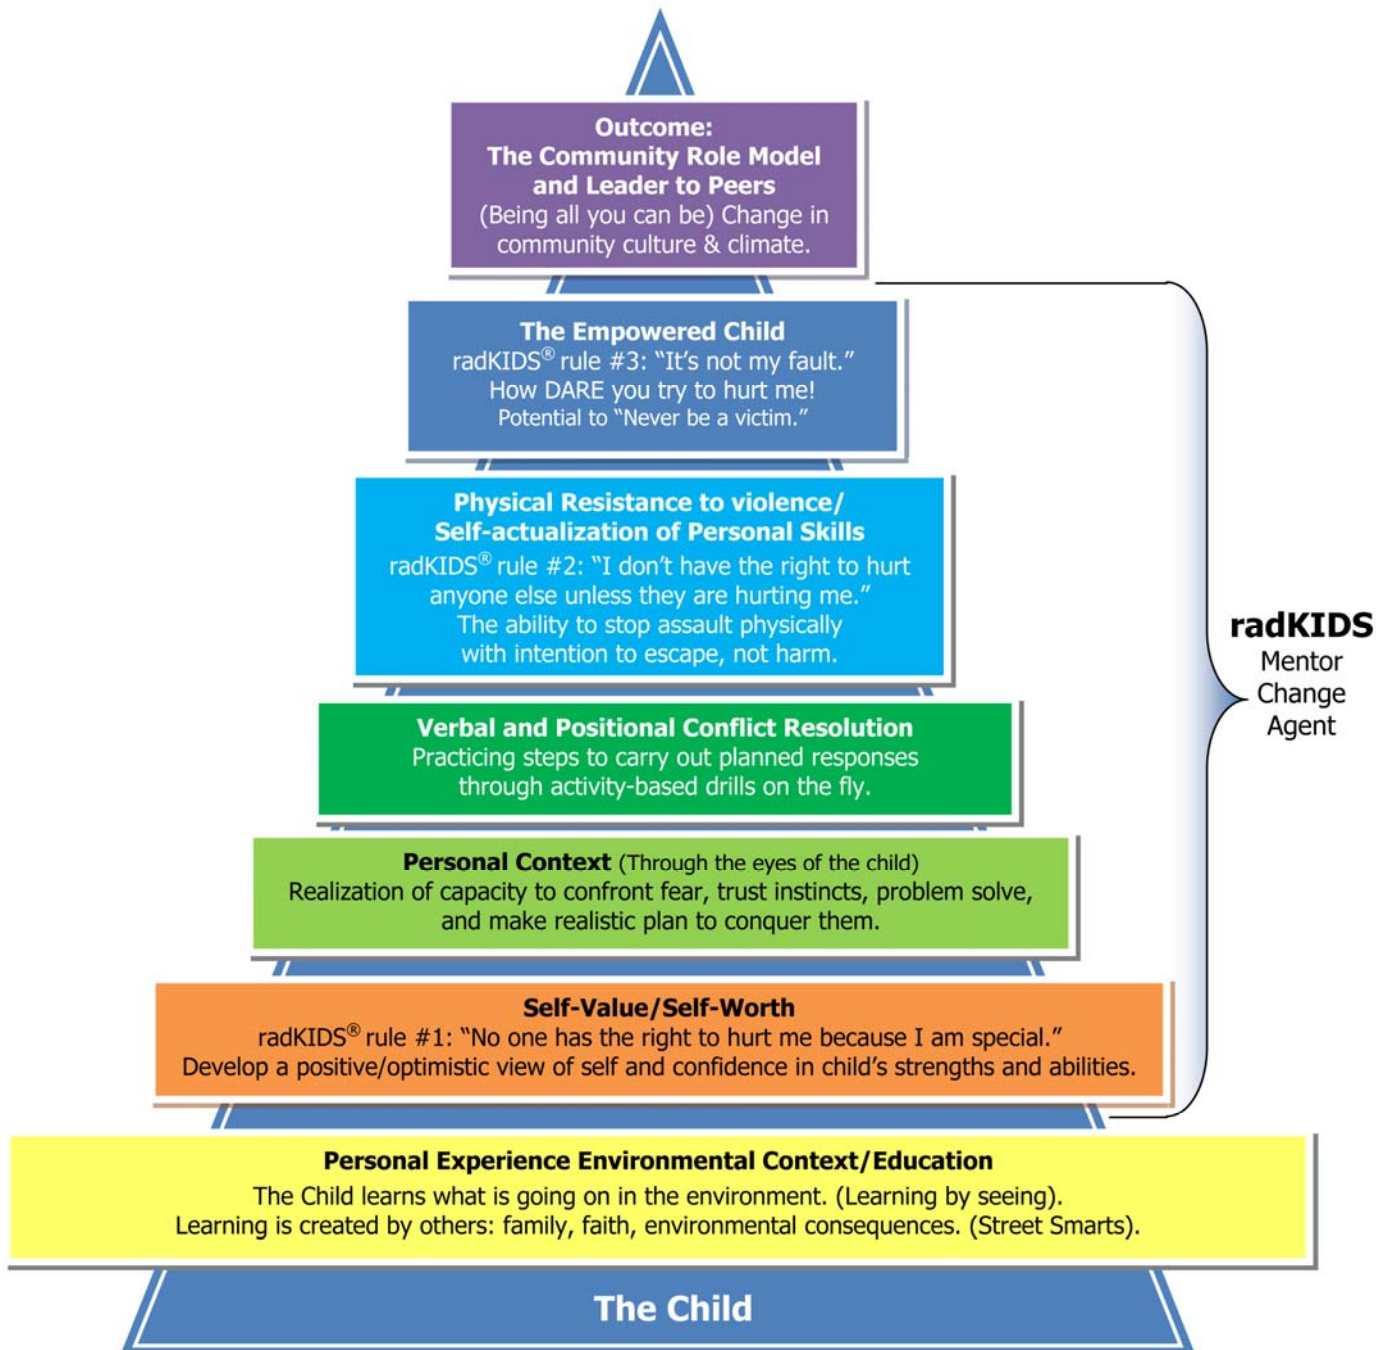 Outcome:
The Community Role Model
and Leader to Peers
(Being all you can be) Change in
community culture & climate.
The Empowered Child
radKIDS® rule #3: “It’s not my fault.”
How DARE you try to hurt me!
Potential to “Never be a victim.”
Physical Resistance to violence/
Self-actualization of Personal Skills
radKIDS® rule #2: “I don’t have the right to hurt
anyone else unless they are hurting me.”
The ability to stop assault physically
with intention to escape, not harm.
Verbal and Positional Conflict Resolution
Practicing steps to carry out planned responses
through activity-based drills on the fly.
Personal Context (Through the eyes of the child)
Realization of capacity to confront fear, trust instincts, problem solve,
and make realistic plan to conquer them.
Self-Value/Self-Worth
radKIDS® rule #1: “No one has the right to hurt me because I am special.”
Develop a positive/optimistic view of self and confidence in child’s strengths and abilities.
Personal Experience Environmental Context/Education
The Child learns what is going on in the environment. (Learning by seeing).
Learning is created by others: family, faith, environmental consequences. (Street Smarts).
The Child
radKIDS
Mentor
Change
Agent